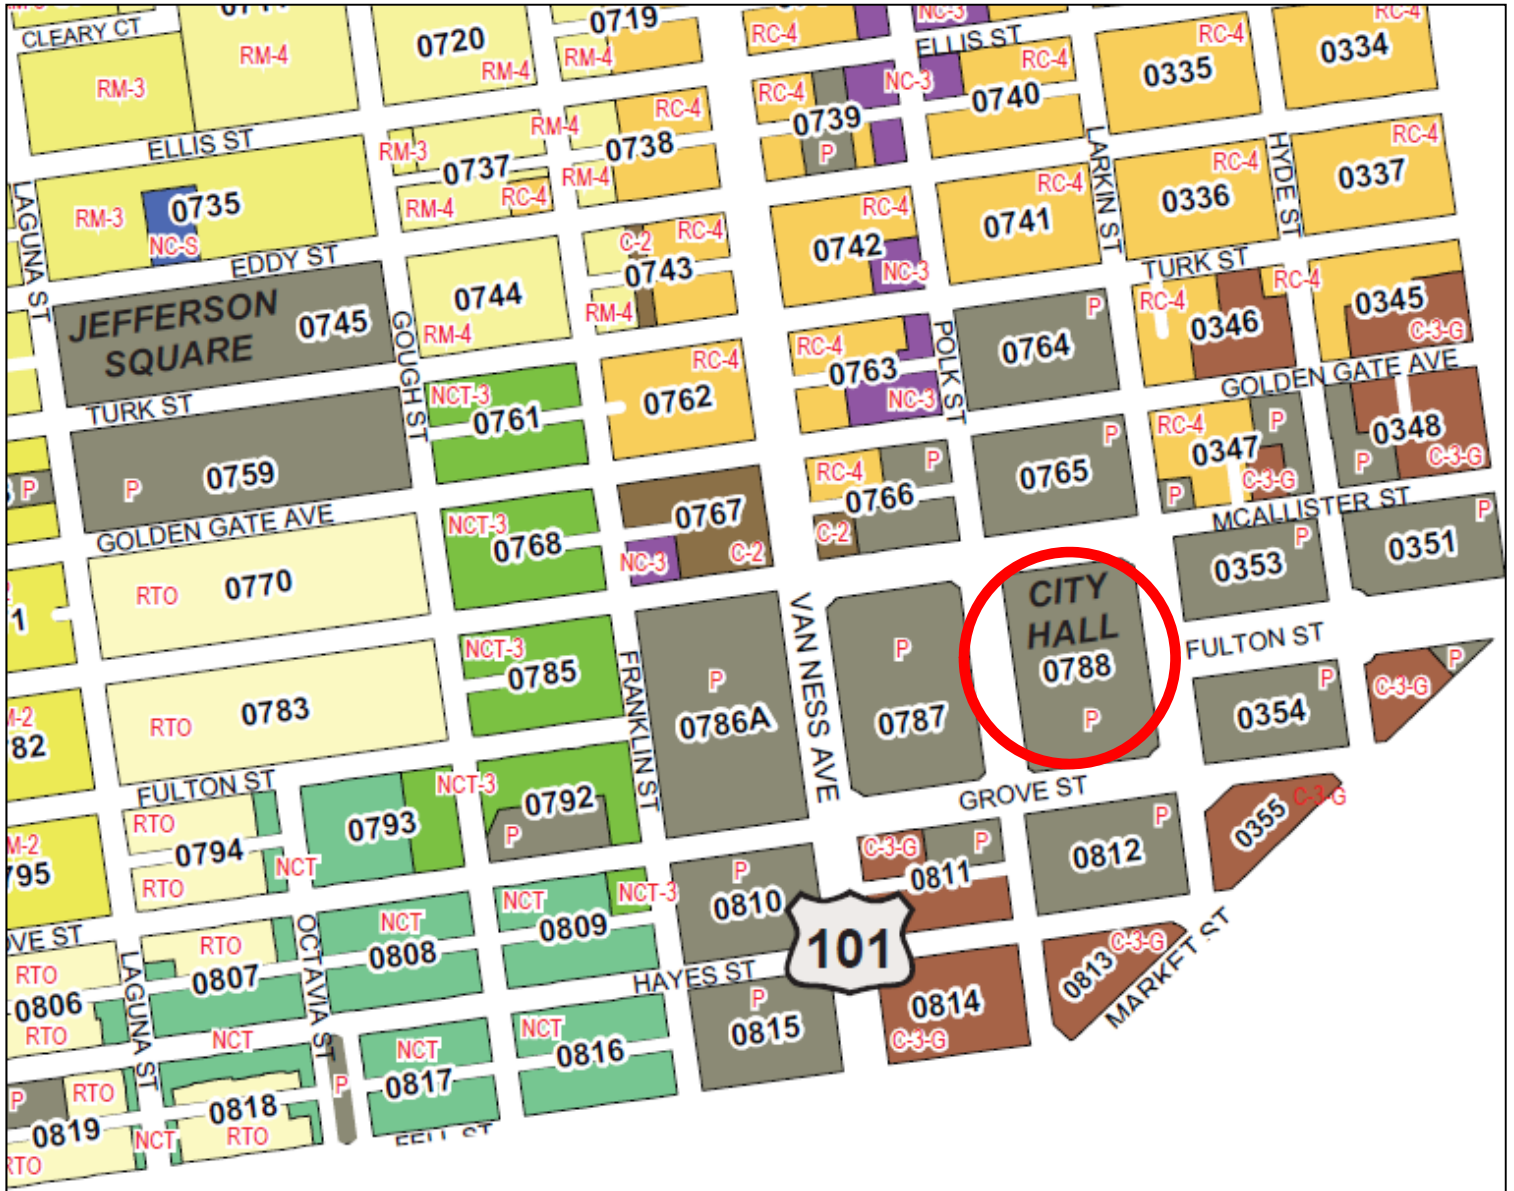 CLEARY CT
RM-4
0720
RM-4
0719
RM-4
RC-4
NC-3
ELLIS ST
RC-4
RC-4
0335
RC-4
0334
RM-3
ELLIS ST
RM-3
RM-4
0737
RM-4
RC-4
RC-4
0738
RM-4
RC-4
0739
P
NC-3
0740
LARKIN ST
RC-4
0336
HYDE ST
RC-4
0337
LAGUNA ST
RM-3
0735
NC-S
EDDY ST
C-2
RC-4
0743
RM-4
RC-4
0742
NC-3
RC-4
0741
TURK ST
JEFFERSON
SQUARE
0745
GOUGH ST
0744
RM-4
RC-4
0763
NC-3
POLK ST
P
0764
RC-4
0346
RC-4
0345
C-3-G
TURK ST
NCT-3
0761
RC-4
0762
GOLDEN GATE AVE
P
0759
RC-4
P
0766
C-2
P
0765
RC-4
0347
P
C-3-G
P
0348
P
C-3-G
P
GOLDEN GATE AVE
NCT-3
0768
0767
NC-3
C-2
MCALLISTER ST
P
0353
P
0351
RTO
0770
1
VAN NESS AVE
CITY
HALL
0788
P
FULTON ST
NCT-3
0785
FRANKLIN ST
P
0786A
P
0787
P
0354
C-3-G
P
RTO
0783
82
FULTON ST
NCT-3
0792
P
GROVE ST
C-3-G
0355
RTO
0794
RTO
NCT
0793
C-3-G
P
0811
P
0812
795
NCT
0808
NCT
NCT-3
0809
P
0810
101
OCTAVIA ST
RTO
0807
LAGUNA ST
RTO
0806
RTO
HAYES ST
C-3-G
0813
MARKET ST
NCT
NCT
0817
NCT
0816
P
0815
0814
C-3-G
P
RTO
0819
RTO
NCT
0818
RTO
P
FELL ST